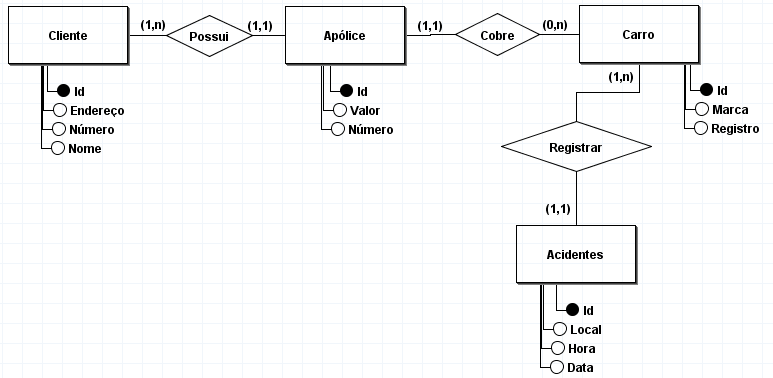 Cliente
(1,n)
Possui
(1,1)
Apólice
(1,1)
Cobre
(0,n)
Carro
Id
Endereço
Número
Nome
Id
Valor
Número
(1,n)
Id
Marca
Registro
Registrar
(1,1)
Acidentes
Id
Local
Hora
Data